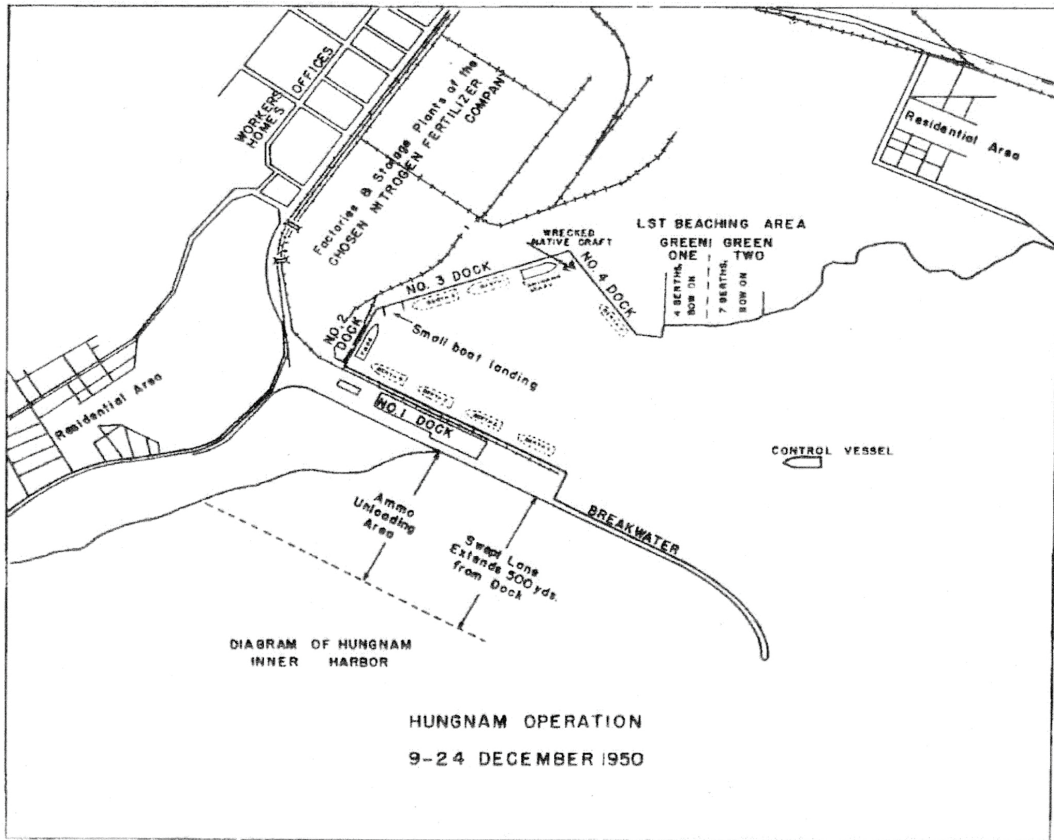 WORKERS OFFICES
HOMES
Factories & Storage Plants of the
CHOSEN NITROGEN FERTILIZER
COMPANY
Residential Area
LST BEACHING AREA
GREEN GREEN
ONE TWO
4 BERTHS,
BOW ON
7 BERTHS,
BOW ON
WRECKED
NATIVE CRAFT
NO. 4 DOCK
NO. 3 DOCK
NO. 2
DOCK
Small boat landing
NO. 1 DOCK
Residential Area
CONTROL VESSEL
Ammo
Unloading
Area
Swept Lane
Extends 500 yds.
from Dock
BREAKWATER
DIAGRAM OF HUNGNAM
INNER HARBOR
HUNGNAM OPERATION
9-24 DECEMBER 1950